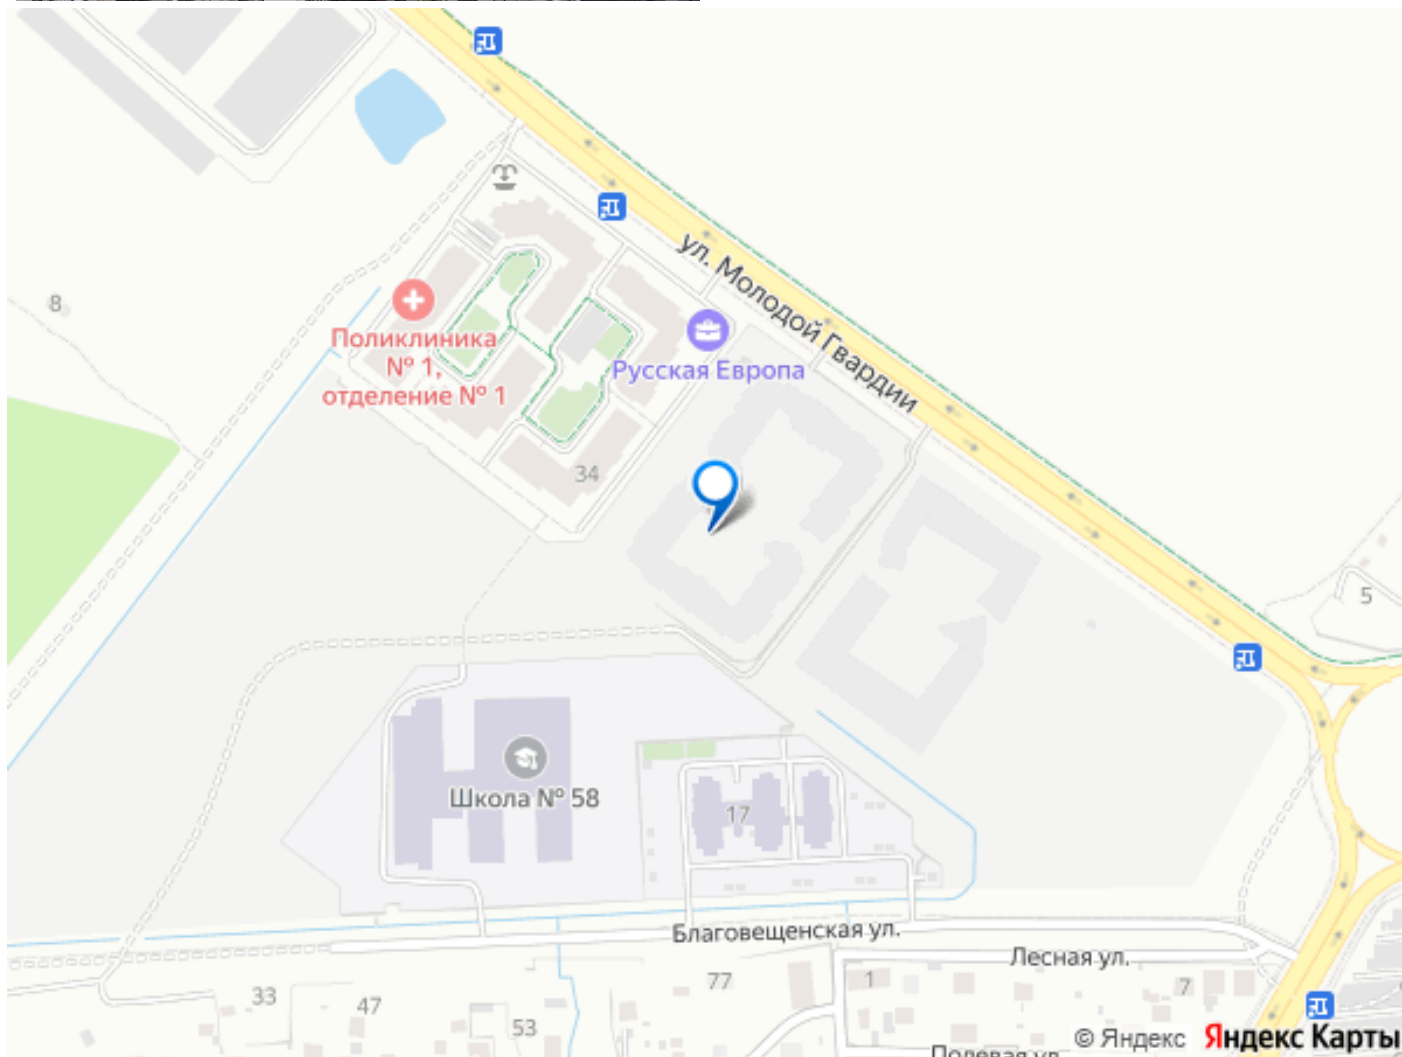 ул. Молодой Гвардии
8
Поликлиника
№ 1,
отделение № 1
Русская Европа
34
5
Школа № 58
17
Благовещенская ул.
Лесная ул.
77
1
7
33
47
53
Полевая ул.
© Яндекс Яндекс Карты